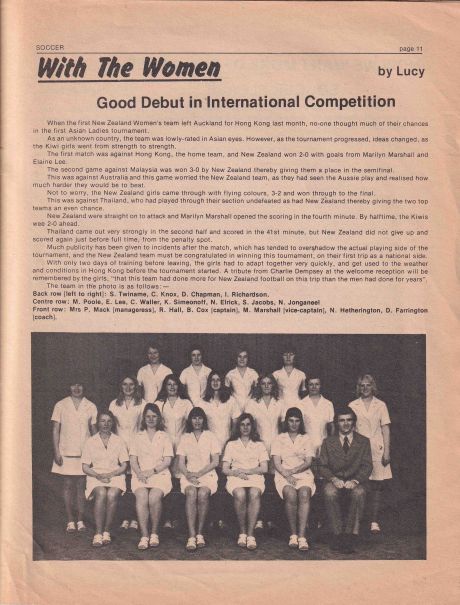 SOCCER page 11
With The Women by Lucy
Good Debut in International Competition
When the first New Zealand Women's team left Auckland for Hong Kong last month, no-one thought much of their chances
in the first Asian Ladies tournament.
As an unknown country, the team was lowly-rated in Asian eyes. However, as the tournament progressed, ideas changed, as
the Kiwi girls went from strength to strength.
The first match was against Hong Kong, the home team, and New Zealand won 2-0 with goals from Marilyn Marshall and
Elaine Lee.
The second game against Malaysia was won 3-0 by New Zealand thereby giving them a place in the semifinal.
This was against Australia and this game worried the New Zealand team, as they had seen the Aussie play and realised how
much harder they would be to beat.
Not to worry, the New Zealand girls came through with flying colours, 3-2 and won through to the final.
This was against Thailand, who had played through their section undefeated as had New Zealand thereby giving the two top
teams an even chance.
New Zealand were straight on to attack and Marilyn Marshall opened the scoring in the fourth minute. By halftime, the Kiwis
were 2-0 ahead.
Thailand came out very strongly in the second half and scored in the 41st minute, but New Zealand did not give up and
scored again just before full time, from the penalty spot.
Much publicity has been given to incidents after the match, which has tended to overshadow the actual playing side of the
tournament, and the New Zealand team must be congratulated in winning this tournament, on their first trip as a national side.
With only two days of training before leaving, the girls had to adapt together very quickly, and get used to the weather
and conditions in Hong Kong before the tournament started. A tribute from Charlie Dempsey at the welcome reception will be
remembered by the girls, "that this team had done more for New Zealand football on this trip than the men had done for years".
The team in the photo is as follows: —
Back row [left to right]: S. Twiname, C. Knox, D. Chapman, I. Richardson.
Centre row: M. Poole, E. Lee, C. Waller, K. Simeonoff, N. Elrick, S. Jacobs, N. Jonganeel
Front row: Mrs P. Mack [manageress], R. Hall, B. Cox [captain], M. Marshall [vice-captain], N. Hetherington, D. Farrington
[coach].